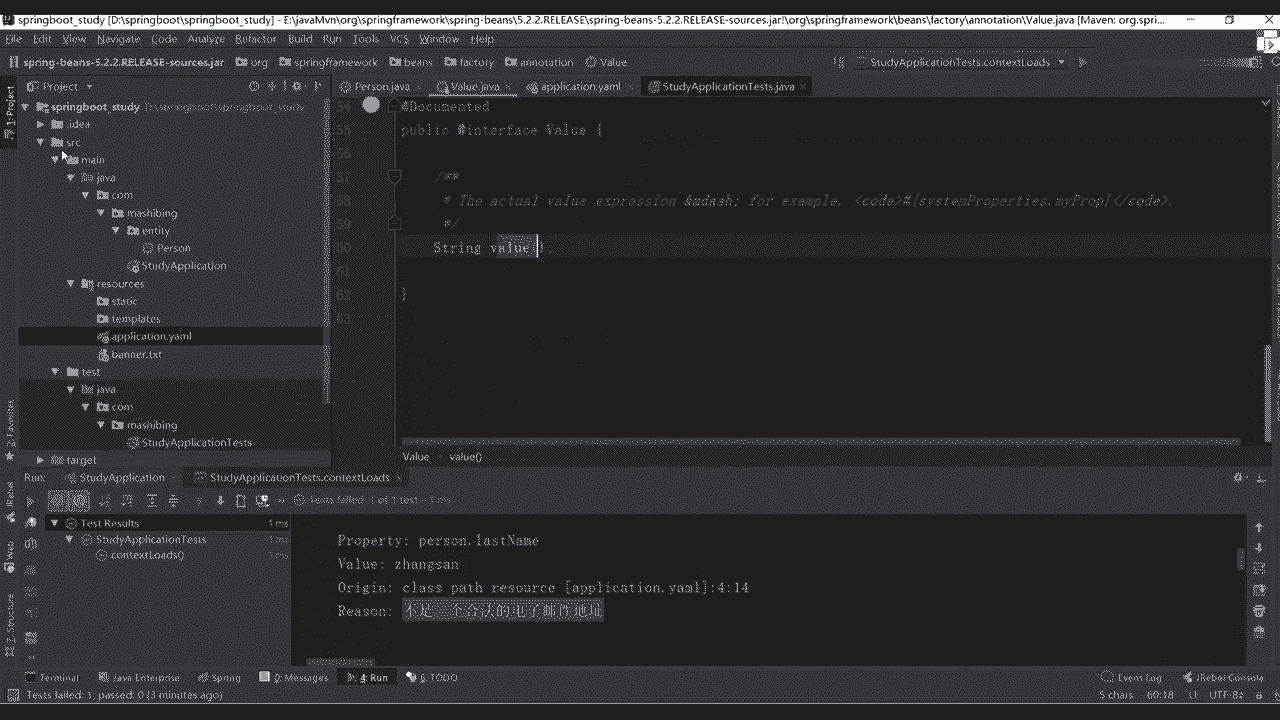 springboot_study [D:\springboot\springboot_study] - E:\javaMvn\org\springframework\spring-beans\5.2.2.RELEASE\spring-beans-5.2.2.RELEASE-sources.jar!\org\springframework\beans\factory\annotation\Value.java [Maven: org.spri...
File Edit View Navigate Code Analyze Refactor Build Run Tools VCS Window Help
spring-beans-5.2.2.RELEASE-sources.jar org springframework beans factory annotation Value StudyApplicationTests.contextLoads
1: Project
Project
Person.java Value.java application.yaml StudyApplicationTests.java
springboot_study D:\springboot\springboot_study
.idea
src
main
java
com
mashibing
entity
Person
StudyApplication
resources
static
templates
application.yaml
banner.txt
test
java
com
mashibing
StudyApplicationTests
target
54 @Documented
55 public @interface Value {
56
57 /**
58 * The actual value expression &mdash; for example, <code>#{systemProperties.myProp}</code>.
59 */
60 String value();
61
62 }
63
Value value()
2: Favorites
JRebel
Web
7: Structure
Run: StudyApplication StudyApplicationTests.contextLoads
Tests failed: 1 of 1 test – 1 ms
Test Results 1 ms
StudyApplicationTests 1 ms
contextLoads() 1 ms
Property: person.lastName
Value: zhangsan
Origin: class path resource [application.yaml]:4:14
Reason: 不是一个合法的电子邮件地址
Terminal Java Enterprise Spring 0: Messages 4: Run 6: TODO Event Log JRebel Console
Tests failed: 1, passed: 0 (3 minutes ago) 5 chars 60:18 LF UTF-8